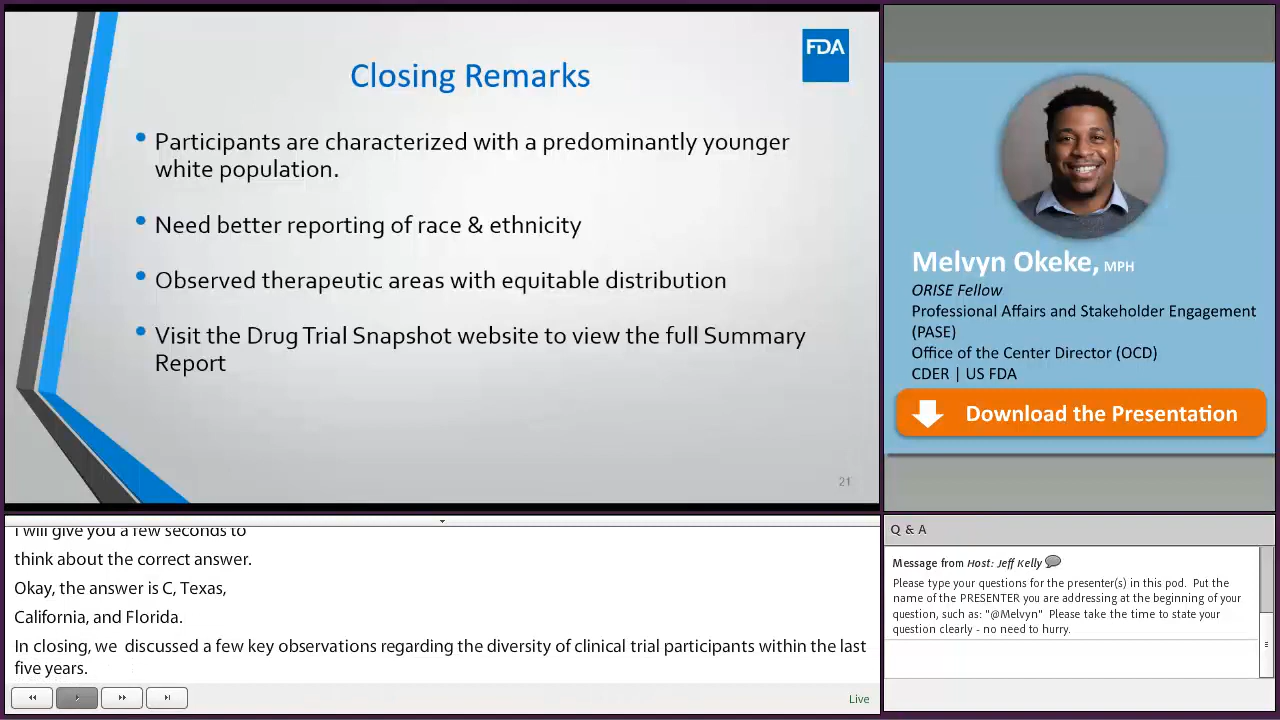 FDA
Closing Remarks
• Participants are characterized with a predominantly younger
white population.
• Need better reporting of race & ethnicity
• Observed therapeutic areas with equitable distribution
• Visit the Drug Trial Snapshot website to view the full Summary
Report
21
Melvyn Okeke, MPH
ORISE Fellow
Professional Affairs and Stakeholder Engagement
(PASE)
Office of the Center Director (OCD)
CDER | US FDA
Download the Presentation
I will give you a few seconds to
think about the correct answer.
Okay, the answer is C, Texas,
California, and Florida.
In closing, we discussed a few key observations regarding the diversity of clinical trial participants within the last
five years.
Live
Q & A
Message from Host: Jeff Kelly
Please type your questions for the presenter(s) in this pod. Put the
name of the PRESENTER you are addressing at the beginning of your
question, such as: "@Melvyn" Please take the time to state your
question clearly - no need to hurry.